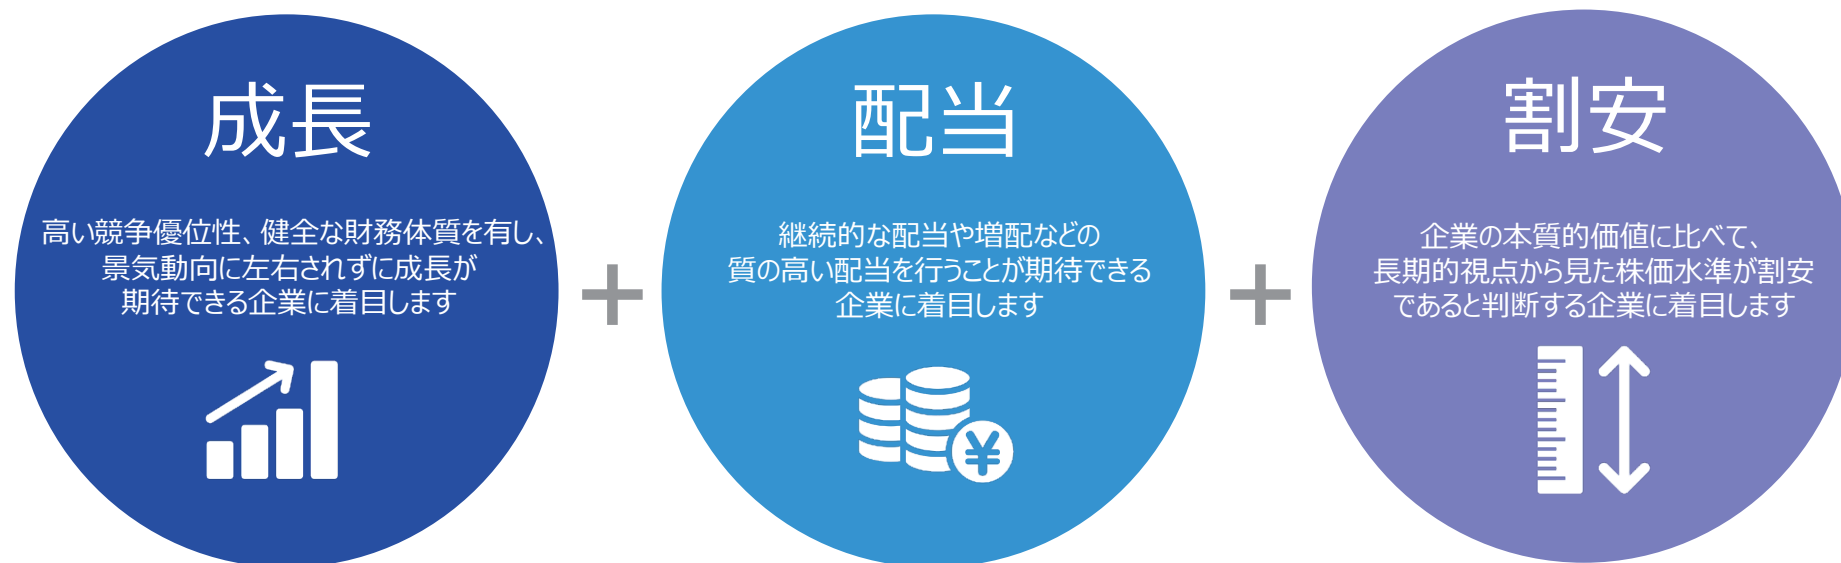 成長
高い競争優位性、健全な財務体質を有し、
景気動向に左右されずに成長が
期待できる企業に着目します
+
配当
継続的な配当や増配などの
質の高い配当を行うことが期待できる
企業に着目します
¥
+
割安
企業の本質的価値に比べて、
長期的視点から見た株価水準が割安
であると判断する企業に着目します